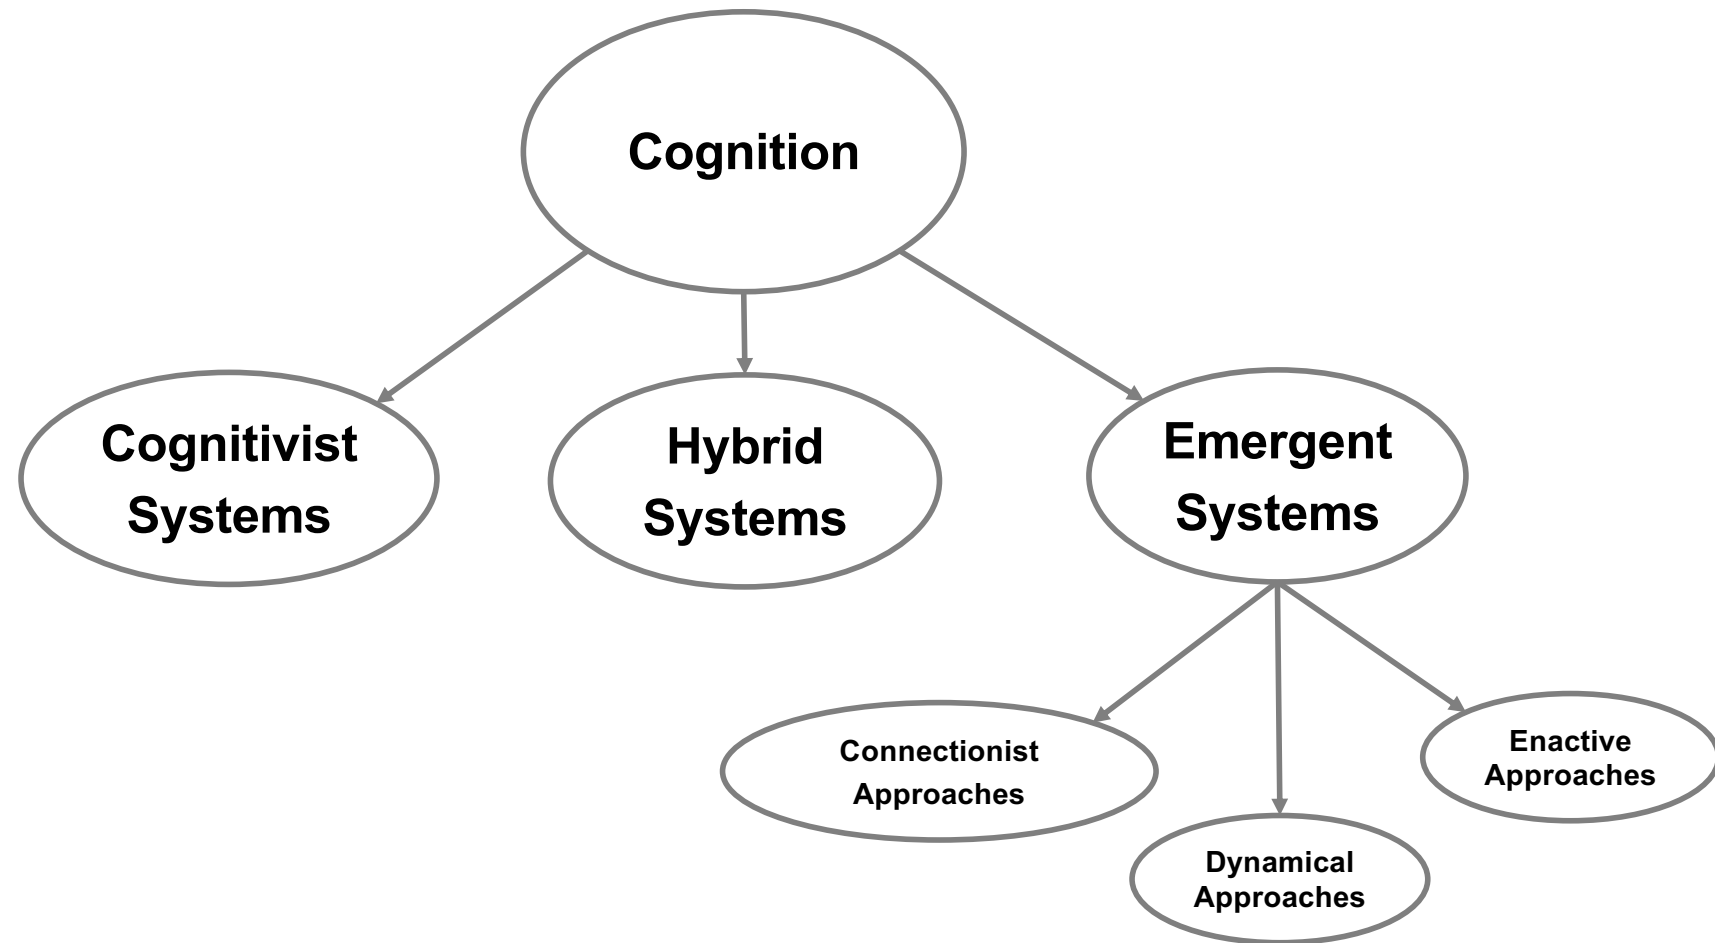 Cognition
Cognitivist
Systems
Hybrid
Systems
Emergent
Systems
Connectionist
Approaches
Dynamical
Approaches
Enactive
Approaches